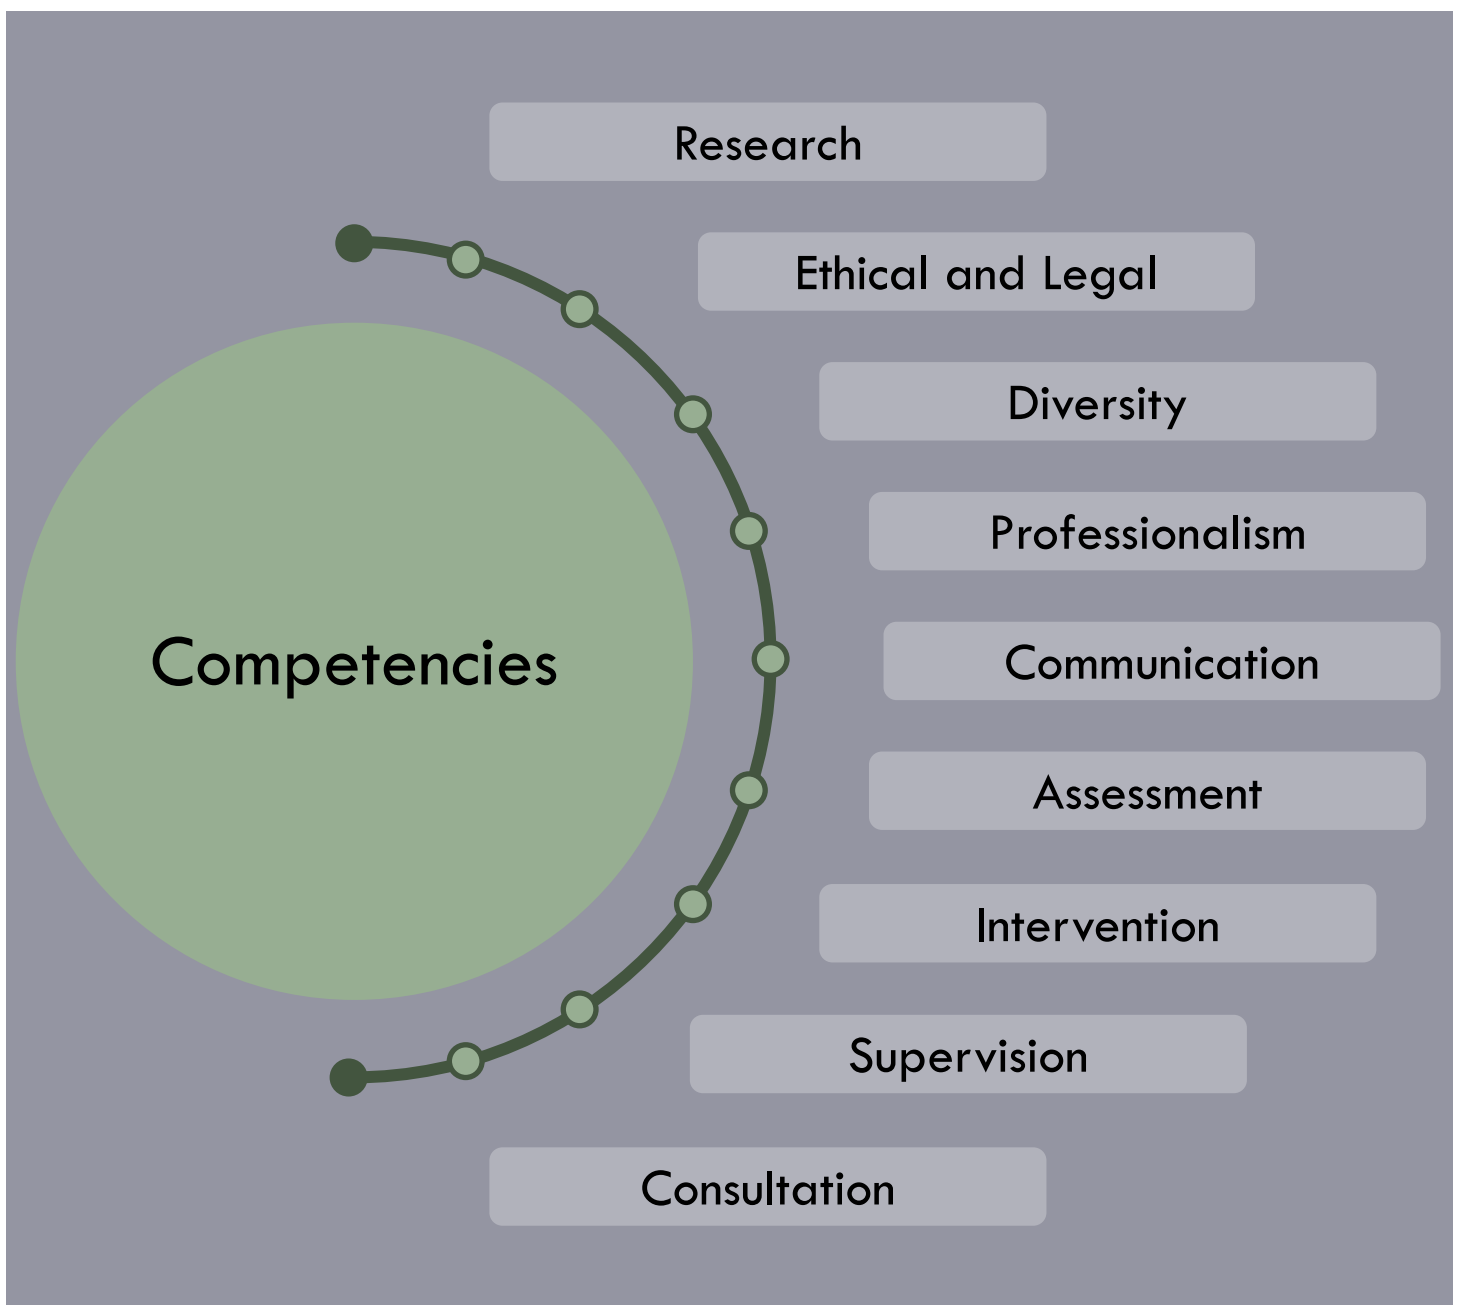 Research
Ethical and Legal
Diversity
Professionalism
Competencies
Communication
Assessment
Intervention
Supervision
Consultation